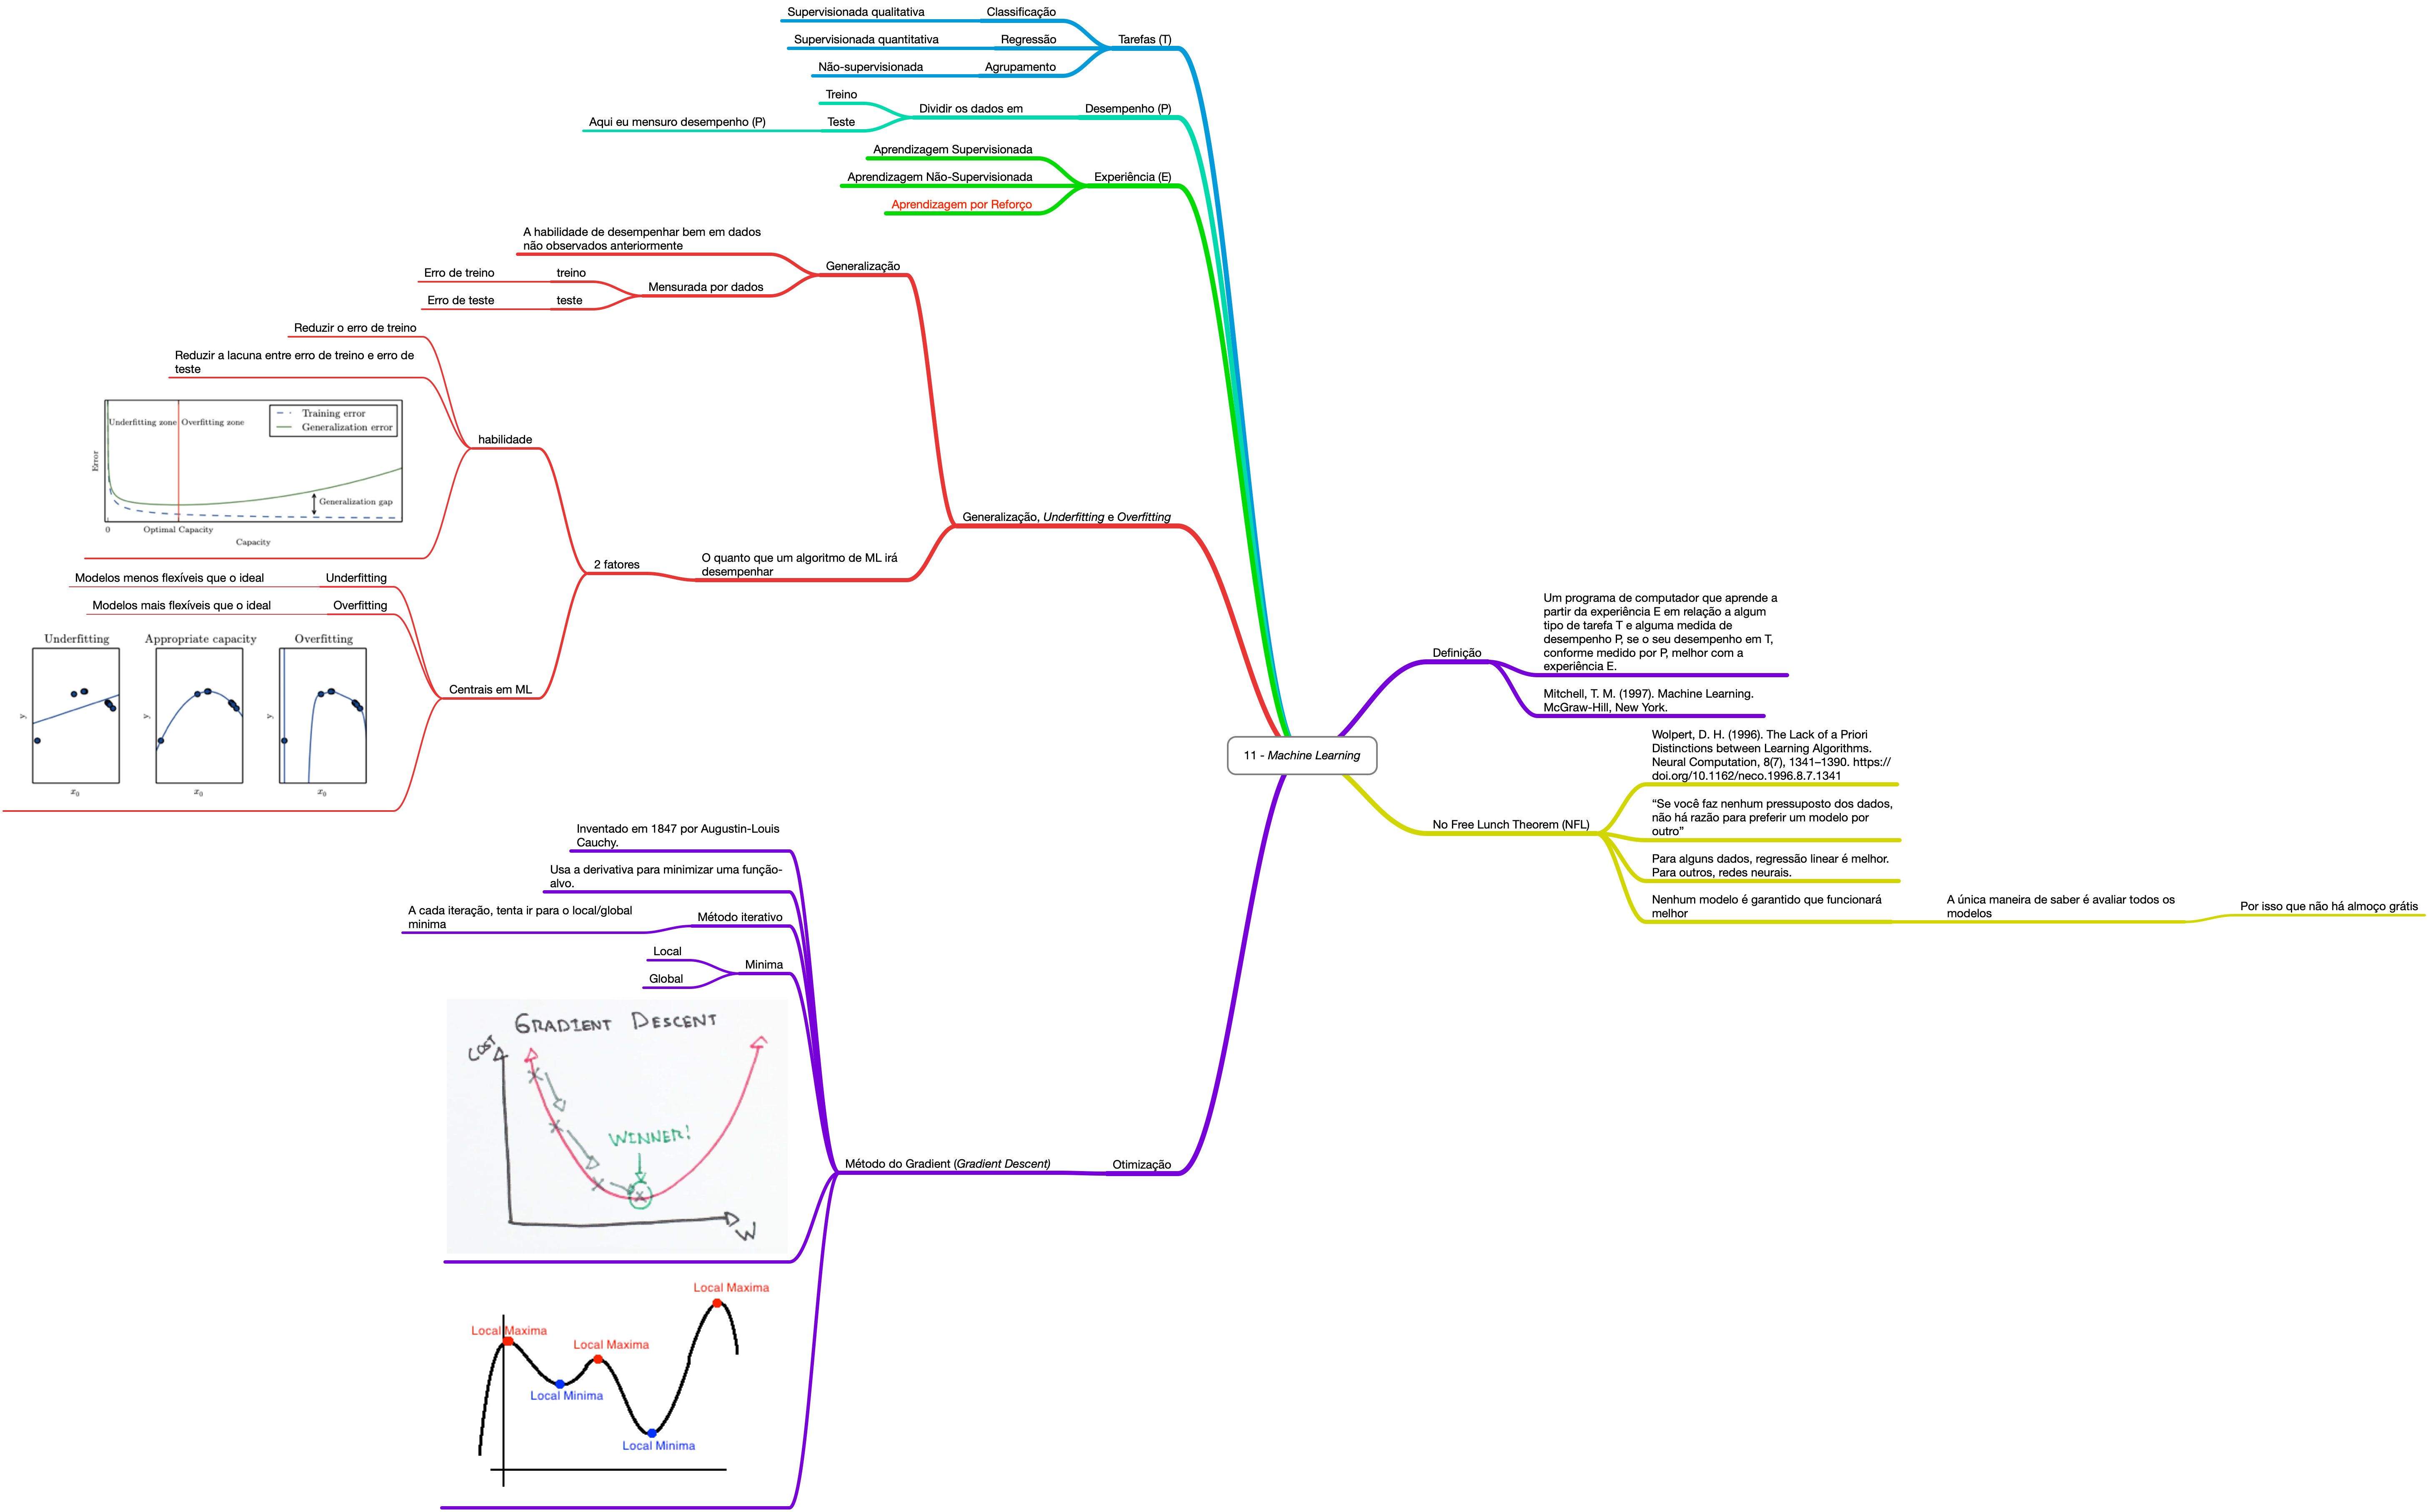 Supervisionada qualitativa
Classificação
Supervisionada quantitativa
Regressão
Tarefas (T)
Não-supervisionada
Agrupamento
Treino
Dividir os dados em
Desempenho (P)
Aqui eu mensuro desempenho (P)
Teste
Aprendizagem Supervisionada
Aprendizagem Não-Supervisionada
Experiência (E)
Aprendizagem por Reforço
A habilidade de desempenhar bem em dados
não observados anteriormente
Generalização
Erro de treino
treino
Mensurada por dados
Erro de teste
teste
Reduzir o erro de treino
Reduzir a lacuna entre erro de treino e erro de
teste
Training error
Underfitting zone
Overfitting zone
Generalization error
Error
Generalization gap
0
Optimal Capacity
Capacity
habilidade
Generalização, Underfitting e Overfitting
O quanto que um algoritmo de ML irá
desempenhar
2 fatores
Modelos menos flexíveis que o ideal
Underfitting
Modelos mais flexíveis que o ideal
Overfitting
Underfitting
Appropriate capacity
Overfitting
y
y
y
x0
x0
x0
Centrais em ML
11 - Machine Learning
Definição
Um programa de computador que aprende a
partir da experiência E em relação a algum
tipo de tarefa T e alguma medida de
desempenho P, se o seu desempenho em T,
conforme medido por P, melhor com a
experiência E.
Mitchell, T. M. (1997). Machine Learning.
McGraw-Hill, New York.
No Free Lunch Theorem (NFL)
Wolpert, D. H. (1996). The Lack of a Priori
Distinctions between Learning Algorithms.
Neural Computation, 8(7), 1341–1390. https://
doi.org/10.1162/neco.1996.8.7.1341
“Se você faz nenhum pressuposto dos dados,
não há razão para preferir um modelo por
outro”
Para alguns dados, regressão linear é melhor.
Para outros, redes neurais.
Nenhum modelo é garantido que funcionará
melhor
A única maneira de saber é avaliar todos os
modelos
Por isso que não há almoço grátis
Inventado em 1847 por Augustin-Louis
Cauchy.
Usa a derivativa para minimizar uma função-
alvo.
A cada iteração, tenta ir para o local/global
minima
Método iterativo
Local
Minima
Global
GRADIENT DESCENT
COST
WINNER!
W
Método do Gradient (Gradient Descent)
Otimização
Local Maxima
Local Maxima
Local Maxima
Local Minima
Local Minima